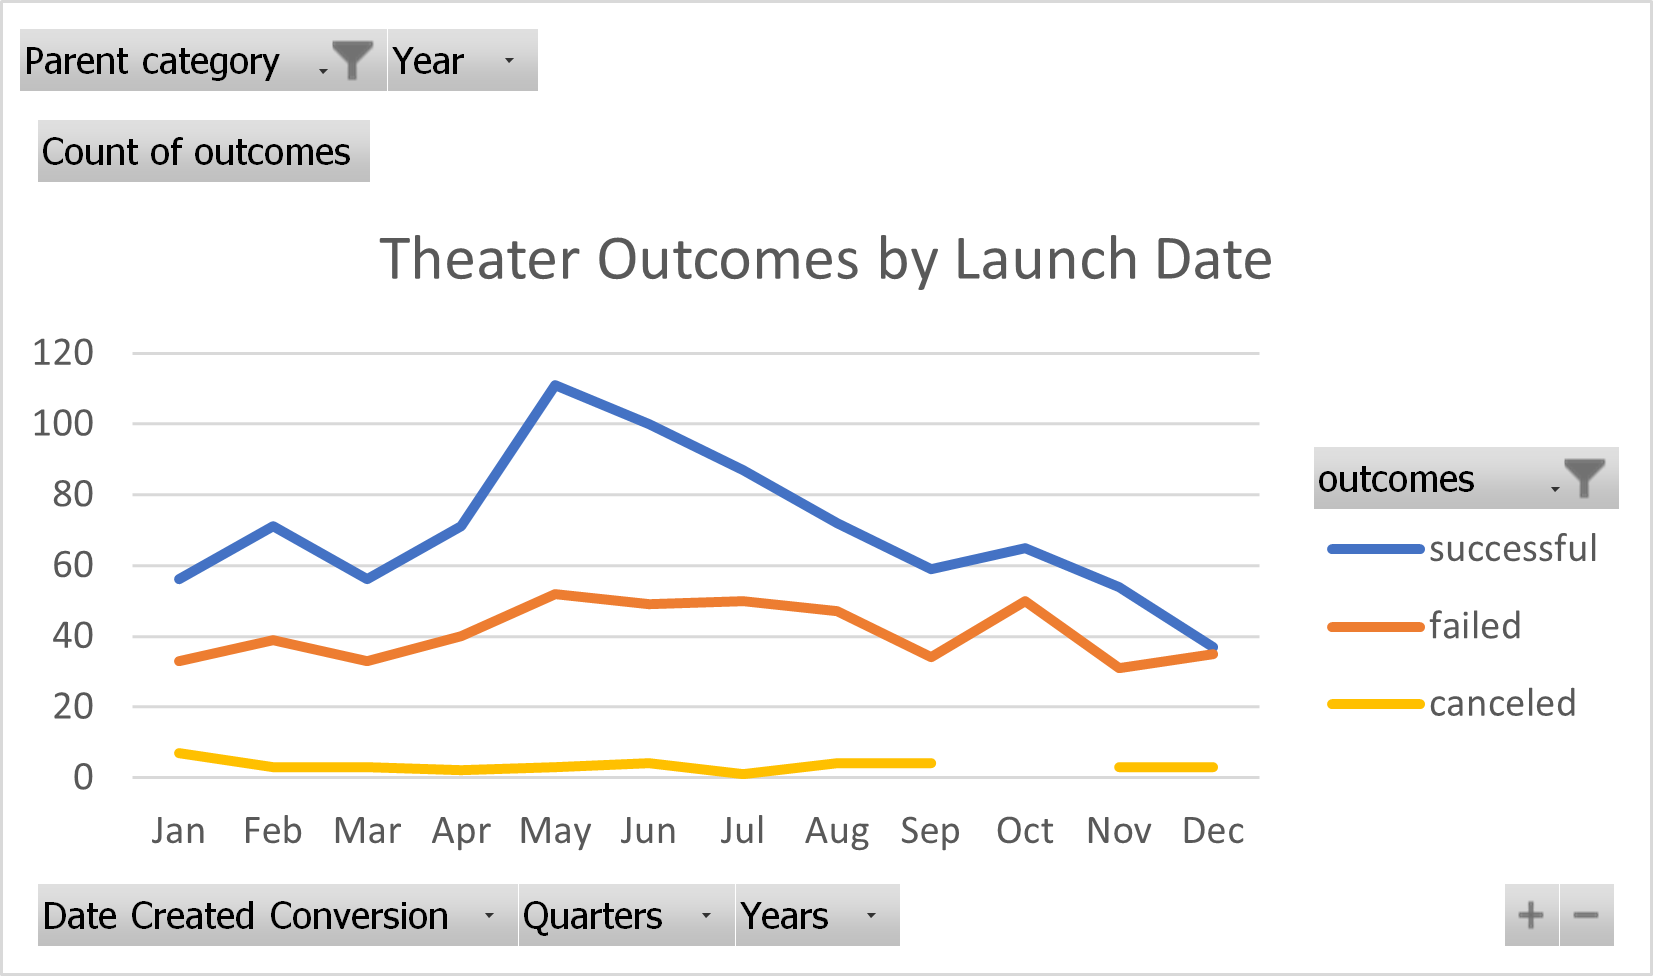 Parent category Year
Count of outcomes
Theater Outcomes by Launch Date
120
100
80
60
40
20
0
Jan Feb Mar Apr May Jun Jul Aug Sep Oct Nov Dec
outcomes
successful
failed
canceled
Date Created Conversion Quarters Years
+ −